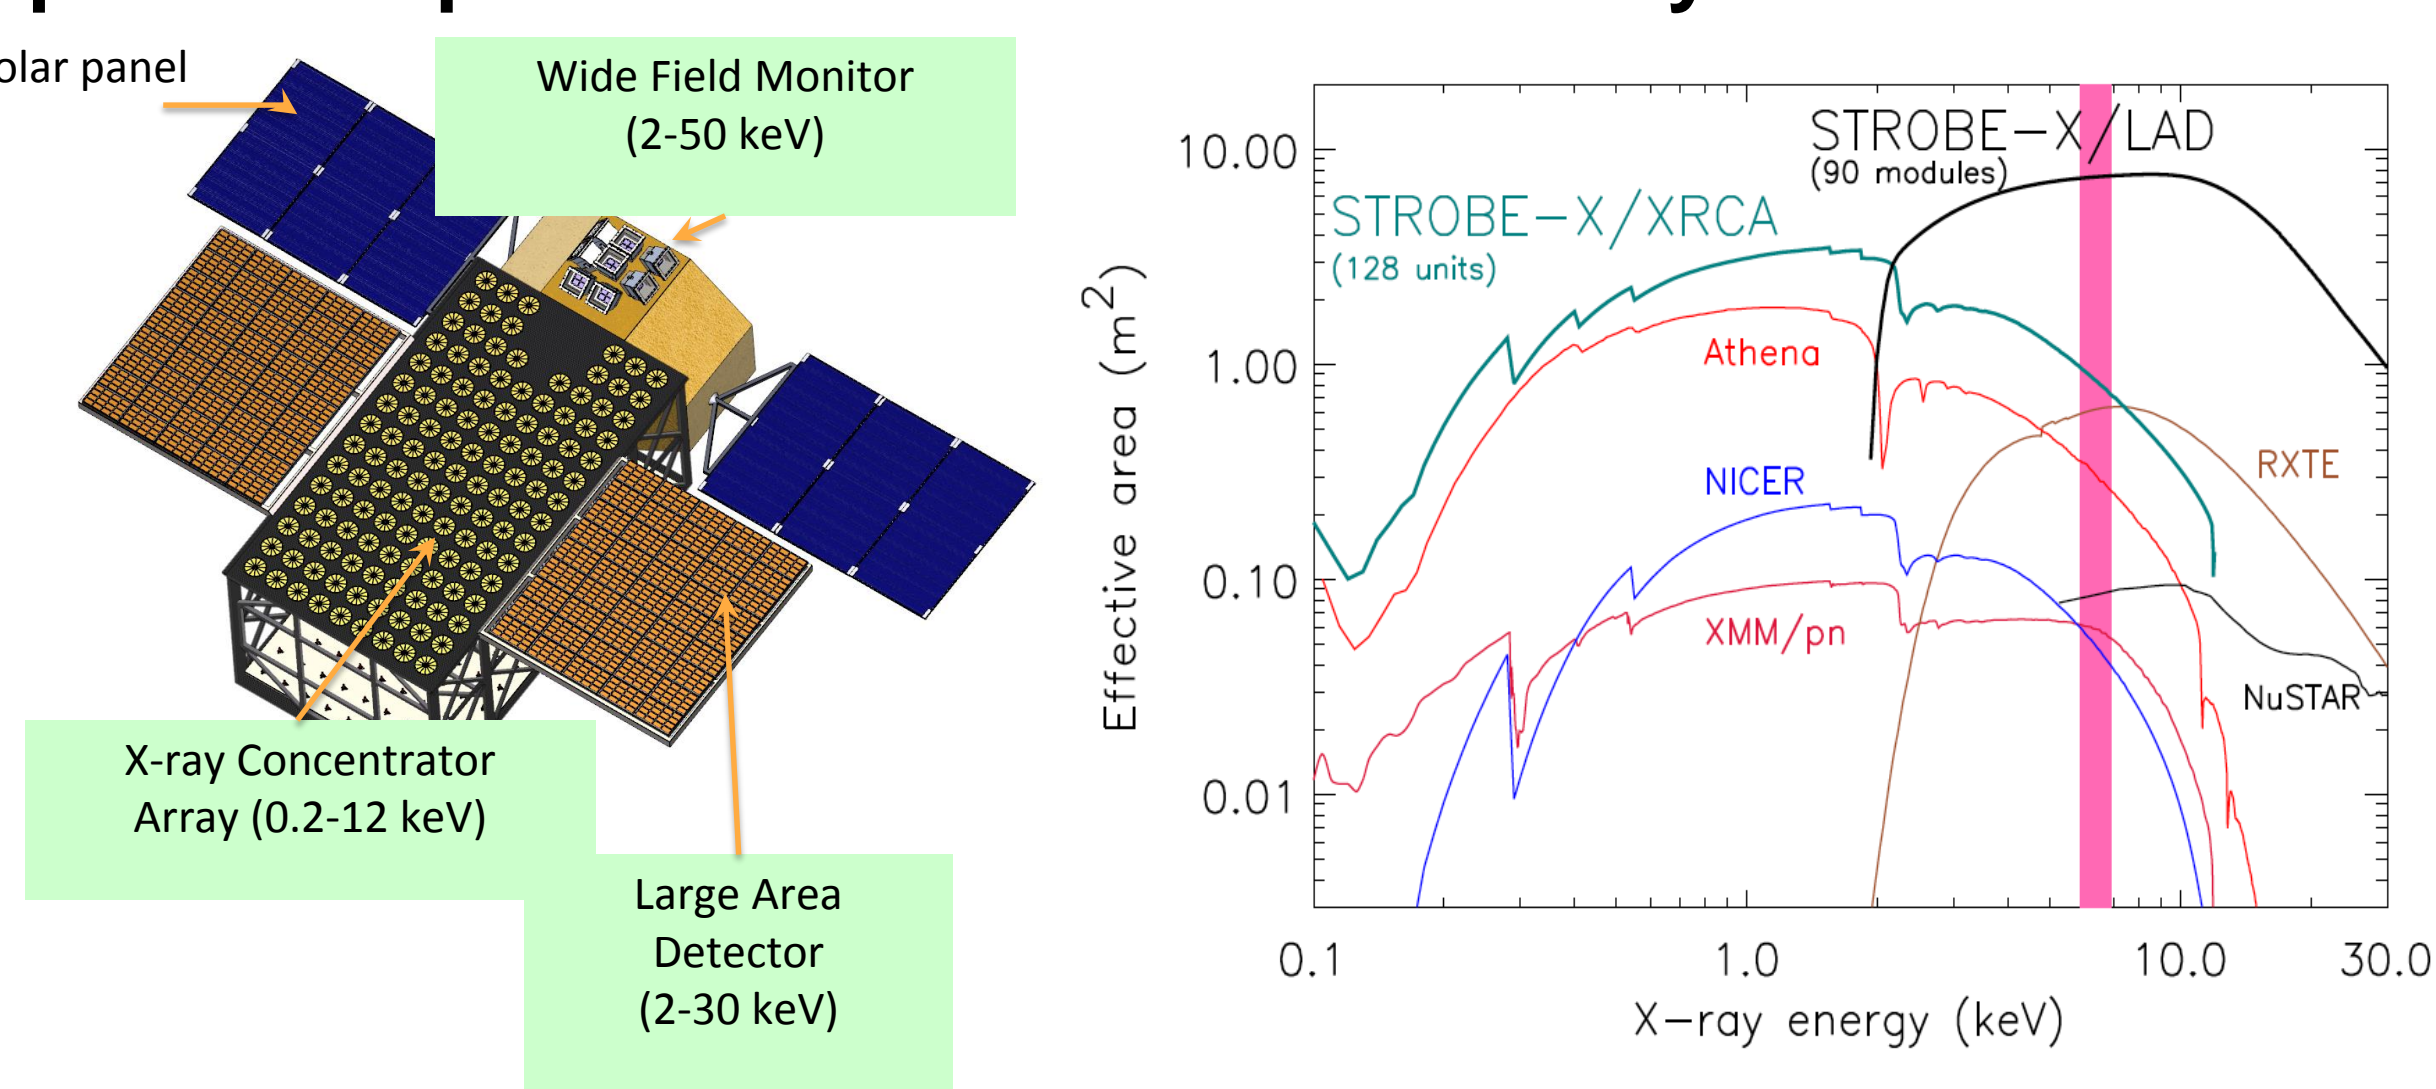 olar panel
Wide Field Monitor
(2-50 keV)
X-ray Concentrator
Array (0.2-12 keV)
Large Area
Detector
(2-30 keV)
STROBE-X/LAD
(90 modules)
STROBE-X/XRCA
(128 units)
Athena
NICER
XMM/pn
RXTE
NuSTAR
Effective area (m²)
10.00
1.00
0.10
0.01
0.1
1.0
10.0
30.0
X-ray energy (keV)